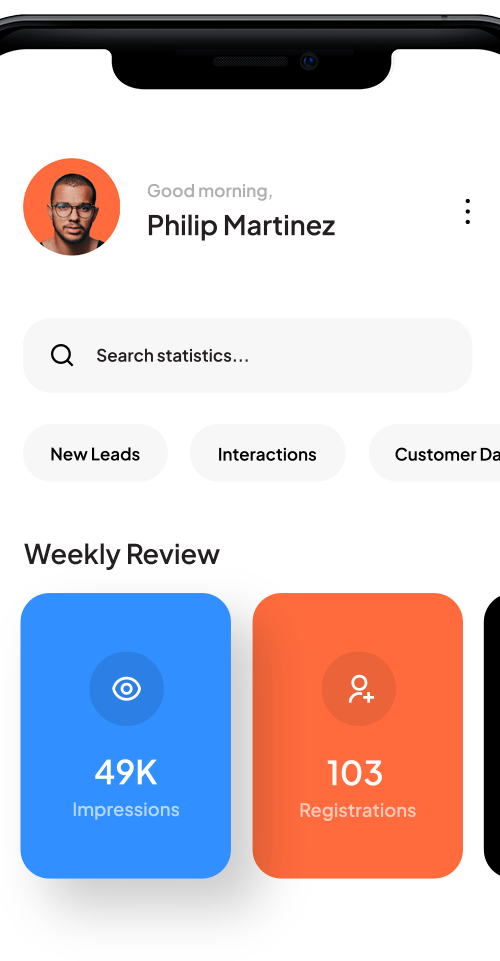 Good morning,
Philip Martinez
Search statistics...
New Leads
Interactions
Customer Da
Weekly Review
49K
Impressions
103
Registrations